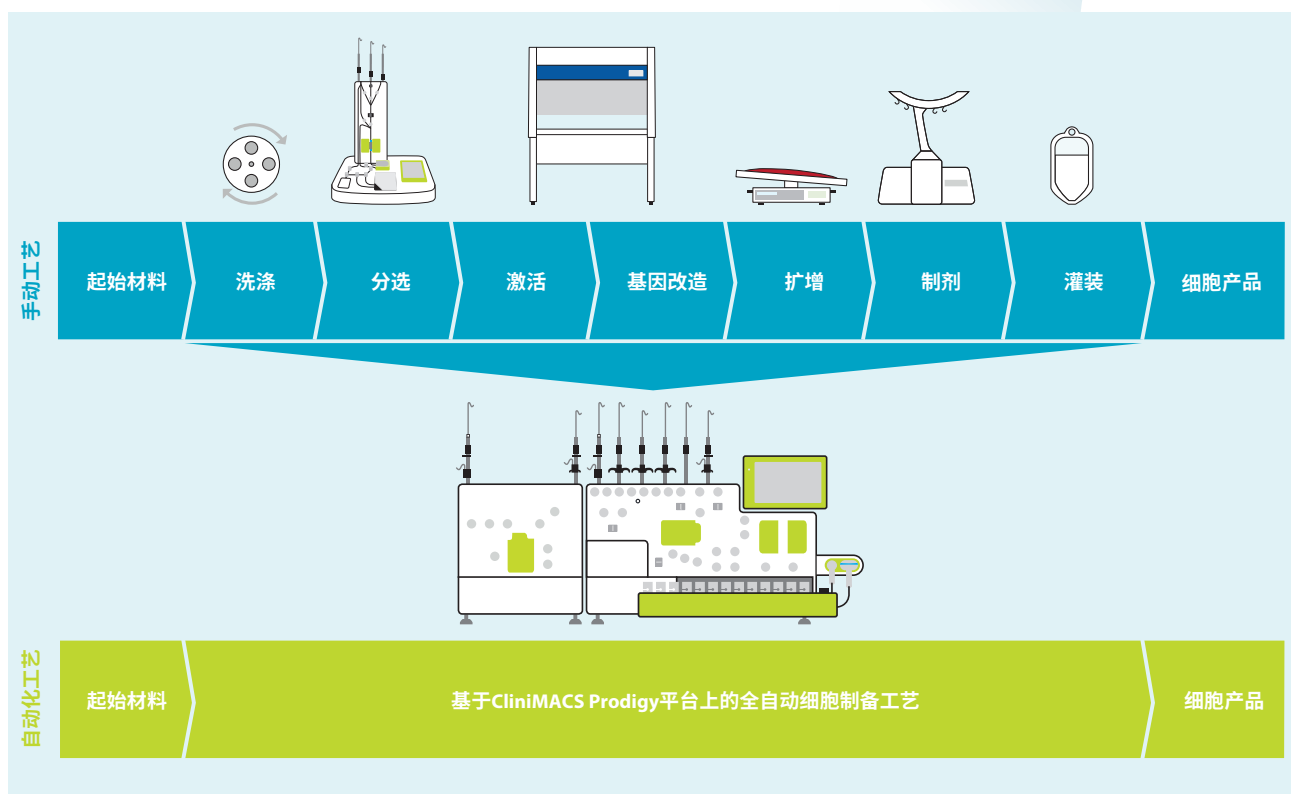 手动工艺
起始材料
洗涤
分选
激活
基因改造
扩增
制剂
灌装
细胞产品
自动化工艺
起始材料
基于CliniMACS Prodigy平台上的全自动细胞制备工艺
细胞产品